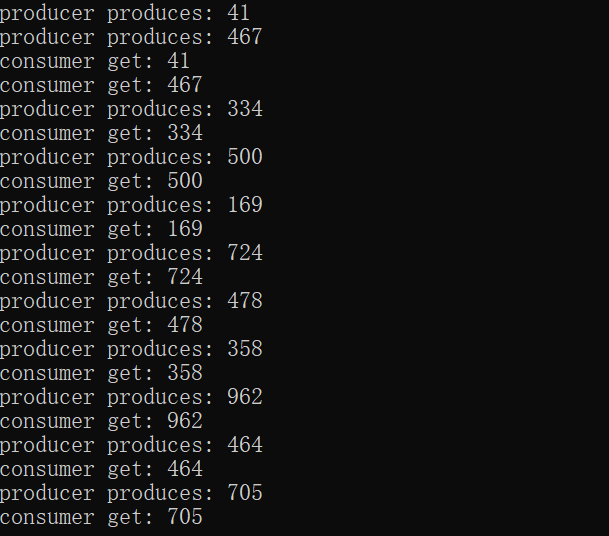 producer produces: 41
producer produces: 467
consumer get: 41
consumer get: 467
producer produces: 334
consumer get: 334
producer produces: 500
consumer get: 500
producer produces: 169
consumer get: 169
producer produces: 724
consumer get: 724
producer produces: 478
consumer get: 478
producer produces: 358
consumer get: 358
producer produces: 962
consumer get: 962
producer produces: 464
consumer get: 464
producer produces: 705
consumer get: 705